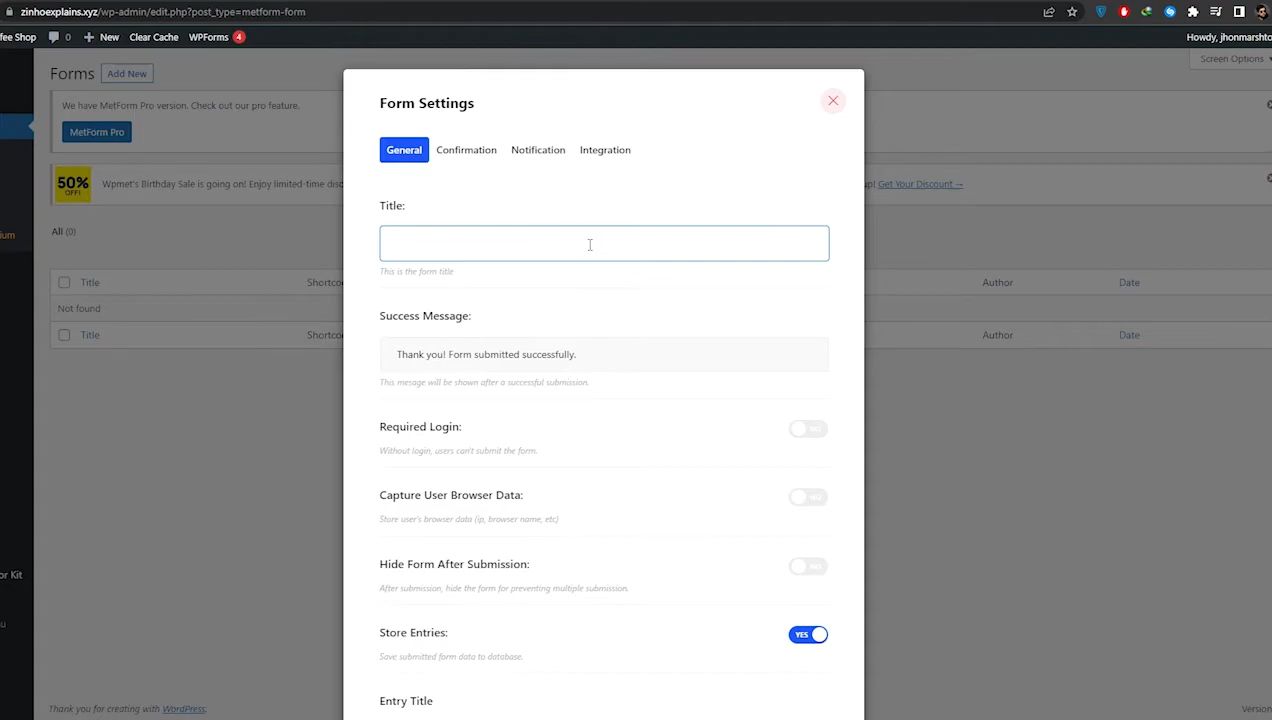 zinhoexplains.xyz/wp-admin/edit.php?post_type=metform-form
fee Shop 0 New Clear Cache WPForms 4 Howdy, jhonmarshto
Screen Options
Forms Add New
We have MetForm Pro version. Check out our pro feature.
MetForm Pro
50% OFF! Wpmet's Birthday Sale is going on! Enjoy limited-time up! Get Your Discount →
All (0)
Title Author Date
Not found
Title Author Date
Thank you for creating with WordPress.
Version
ium
or Kit
Form Settings
General Confirmation Notification Integration
Title:
This is the form title
Success Message:
Thank you! Form submitted successfully.
This mesage will be shown after a successful submission.
Required Login:
NO
Without login, users can't submit the form.
Capture User Browser Data:
NO
Store user's browser data (ip, browser name, etc)
Hide Form After Submission:
NO
After submission, hide the form for preventing multiple submission.
Store Entries:
YES
Save submitted form data to database.
Entry Title